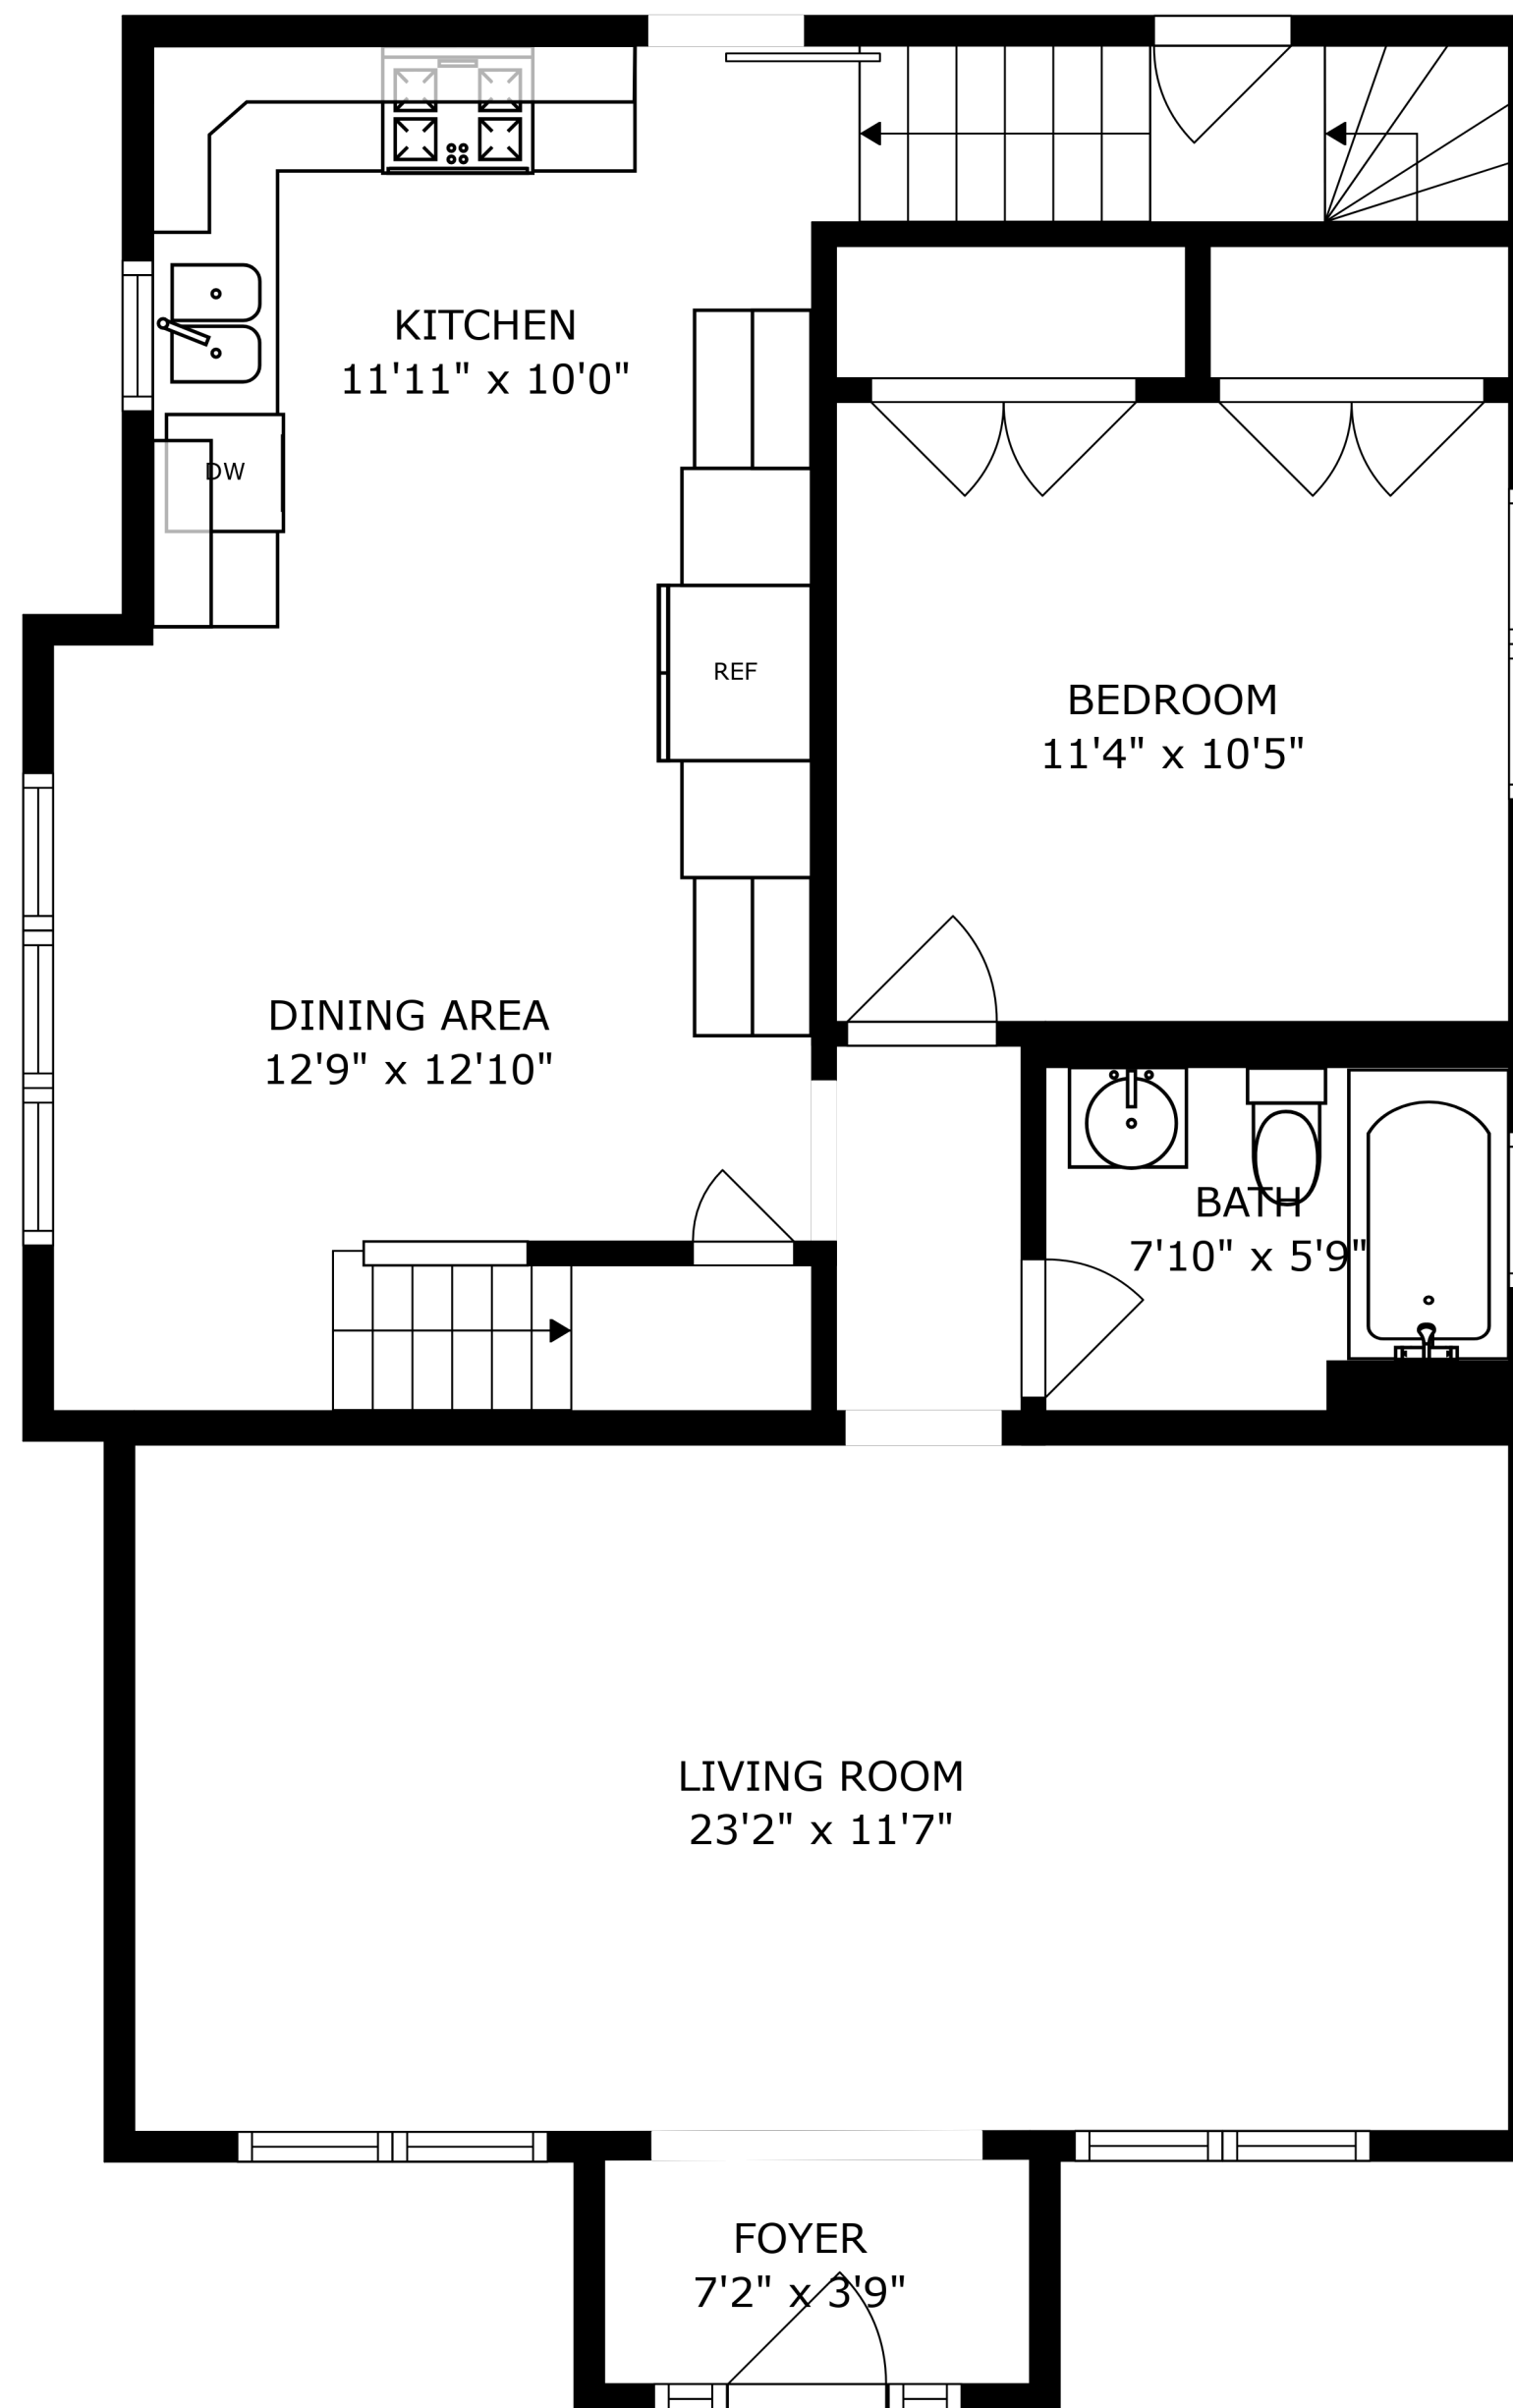 KITCHEN
11'11" x 10'0"
DW
REF
BEDROOM
11'4" x 10'5"
DINING AREA
12'9" x 12'10"
BATH
7'10" x 5'9"
LIVING ROOM
23'2" x 11'7"
FOYER
7'2" x 3'9"